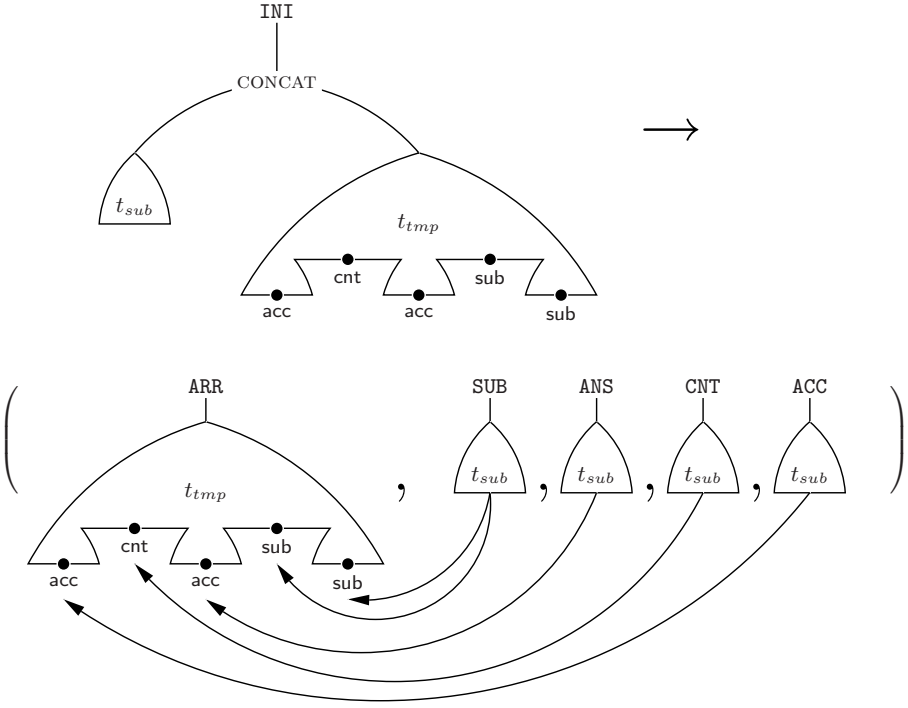 INI
CONCAT
t_sub
t_tmp
cnt sub
acc acc sub
ARR SUB ANS CNT ACC
( t_tmp , t_sub , t_sub , t_sub , t_sub )
cnt sub
acc acc sub